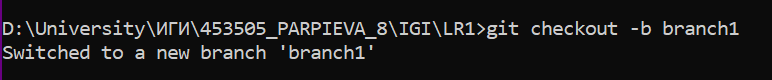 D:\University\ИГИ\453505_PARPIEVA_8\IGI\LR1>git checkout -b branch1
Switched to a new branch 'branch1'